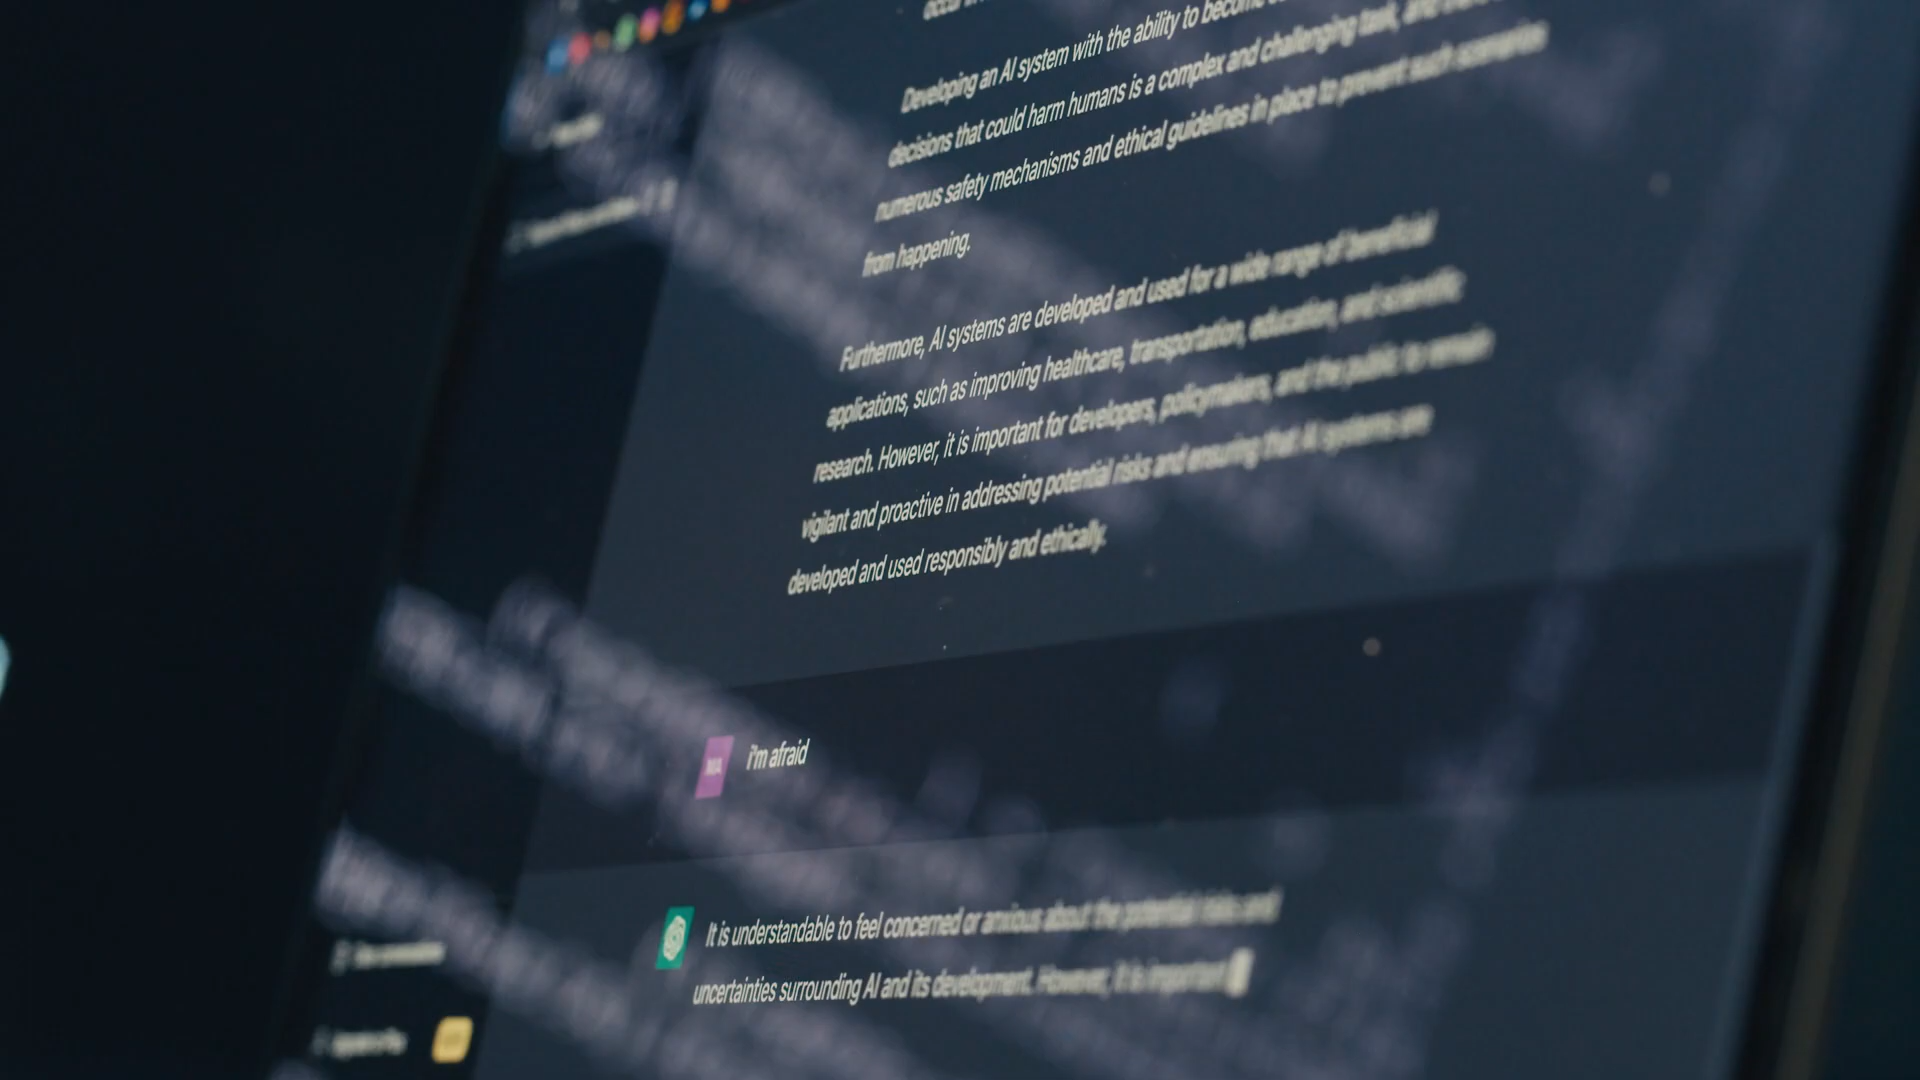 Developing an AI system with the ability to become
decisions that could harm humans is a complex and challenging task, and
numerous safety mechanisms and ethical guidelines in place to prevent such scenarios
from happening.
Furthermore, AI systems are developed and used for a wide range of beneficial
applications, such as improving healthcare, transportation, education, and scientific
research. However, it is important for developers, policymakers, and the public to remain
vigilant and proactive in addressing potential risks and ensuring that AI systems are
developed and used responsibly and ethically.
MA i'm afraid
It is understandable to feel concerned or anxious about the potential risks and
uncertainties surrounding AI and its development. However, it is important